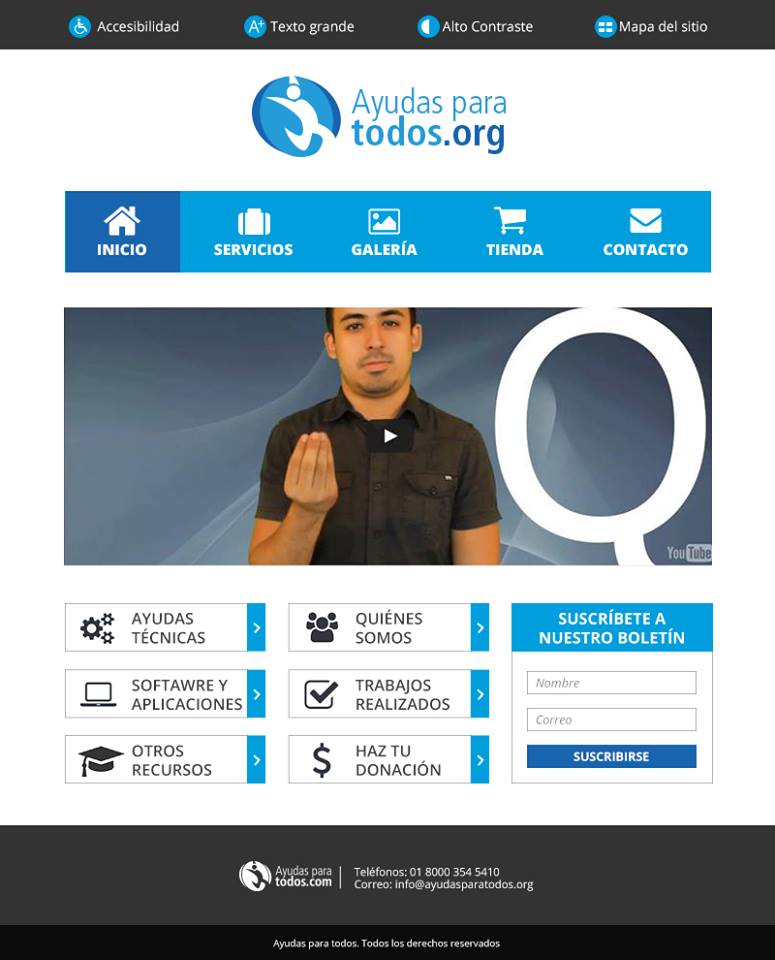 Accesibilidad
A+ Texto grande
Alto Contraste
Mapa del sitio
Ayudas para
todos.org
INICIO
SERVICIOS
GALERÍA
TIENDA
CONTACTO
Q
YouTube
AYUDAS
TÉCNICAS
QUIÉNES
SOMOS
SUSCRÍBETE A
NUESTRO BOLETÍN
SOFTAWRE Y
APLICACIONES
TRABAJOS
REALIZADOS
Nombre
Correo
OTROS
RECURSOS
$
HAZ TU
DONACIÓN
SUSCRIBIRSE
Ayudas para
todos.com
Teléfonos: 01 8000 354 5410
Correo: info@ayudasparatodos.org
Ayudas para todos. Todos los derechos reservados